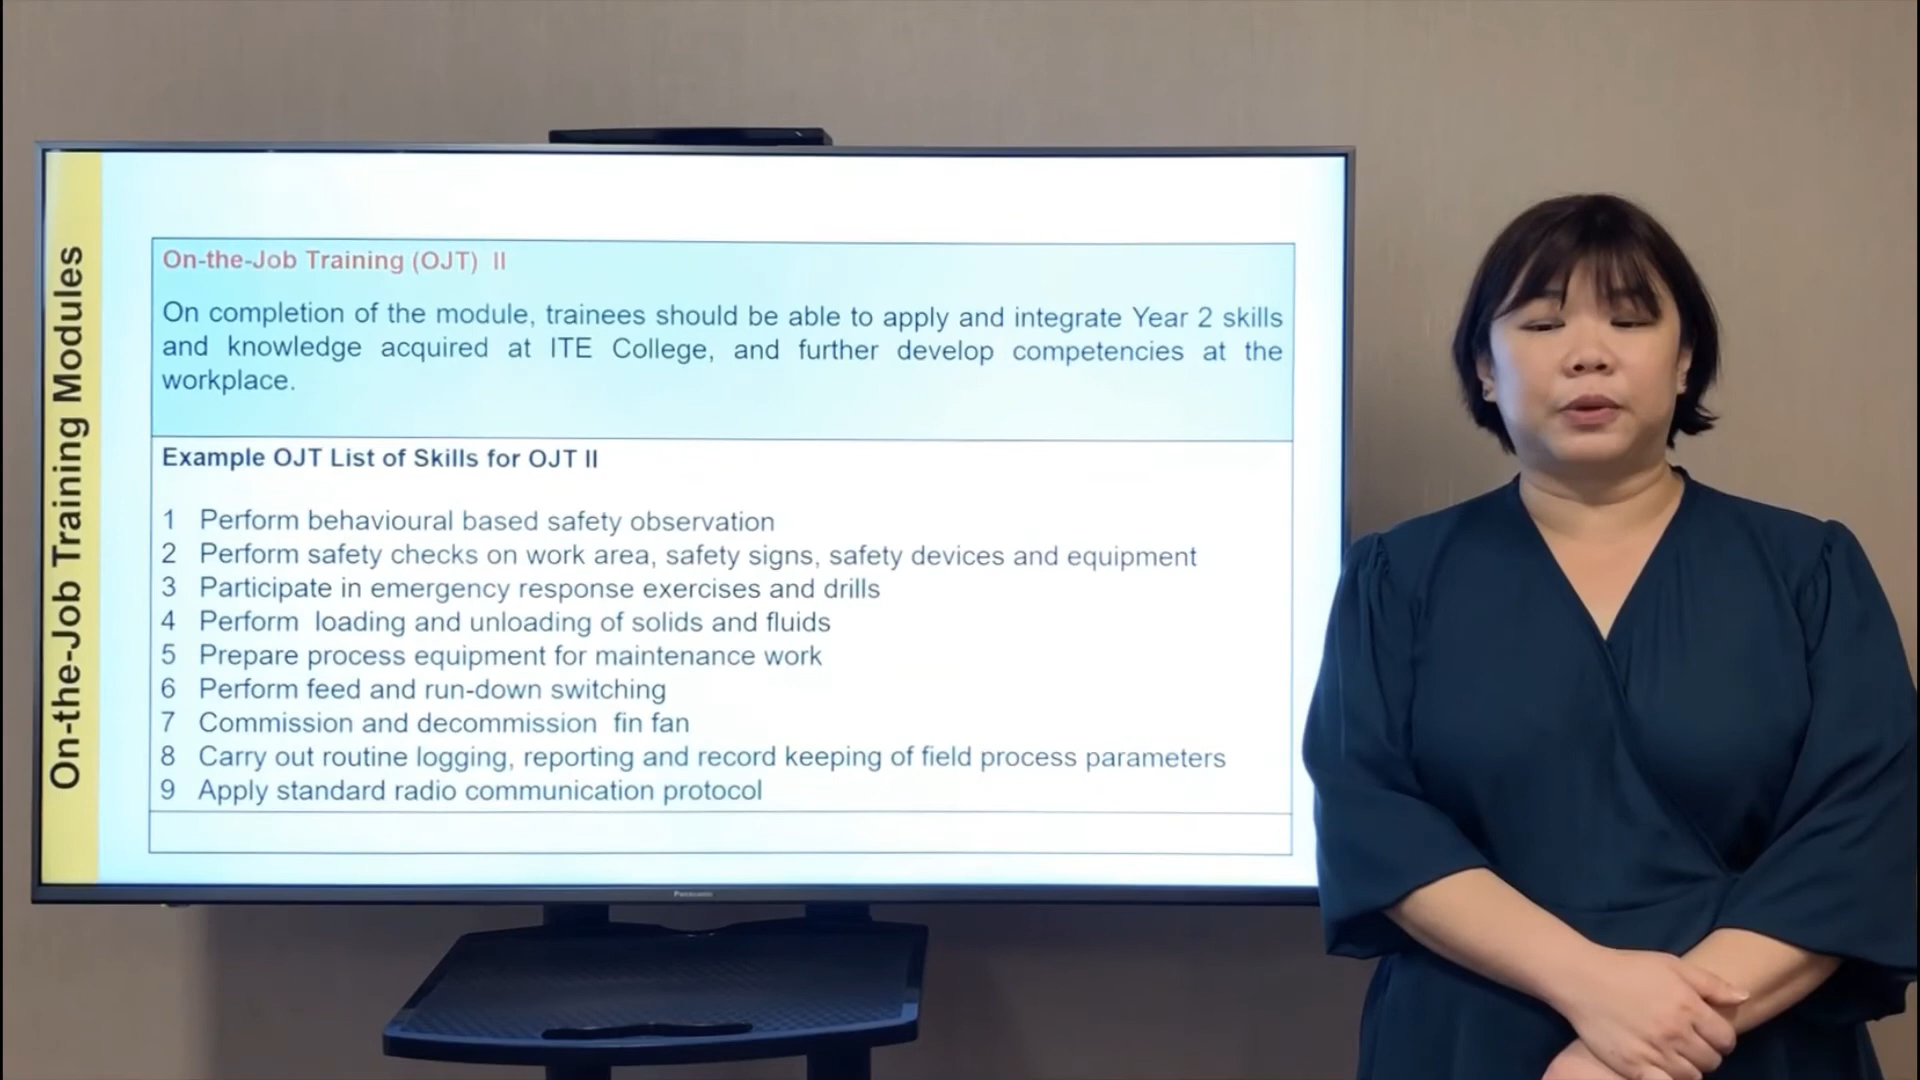 On-the-Job Training Modules
On-the-Job Training (OJT) II
On completion of the module, trainees should be able to apply and integrate Year 2 skills
and knowledge acquired at ITE College, and further develop competencies at the
workplace.
Example OJT List of Skills for OJT II
1 Perform behavioural based safety observation
2 Perform safety checks on work area, safety signs, safety devices and equipment
3 Participate in emergency response exercises and drills
4 Perform loading and unloading of solids and fluids
5 Prepare process equipment for maintenance work
6 Perform feed and run-down switching
7 Commission and decommission fin fan
8 Carry out routine logging, reporting and record keeping of field process parameters
9 Apply standard radio communication protocol
Panasonic